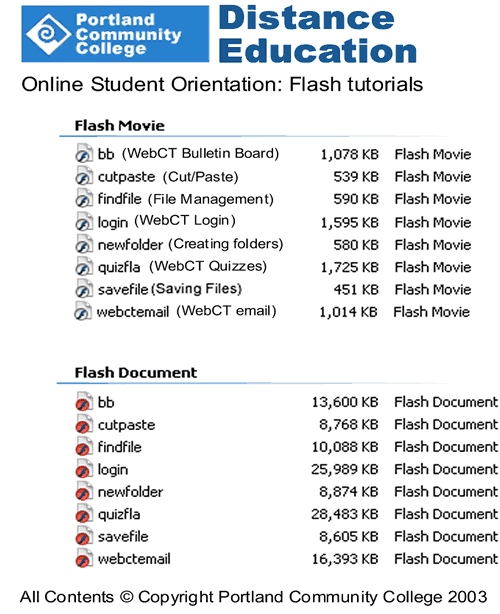 Portland
Community
College
Distance
Education
Online Student Orientation: Flash tutorials
Flash Movie
bb (WebCT Bulletin Board) 1,078 KB Flash Movie
cutpaste (Cut/Paste) 539 KB Flash Movie
findfile (File Management) 590 KB Flash Movie
login (WebCT Login) 1,595 KB Flash Movie
newfolder (Creating folders) 580 KB Flash Movie
quizfla (WebCT Quizzes) 1,725 KB Flash Movie
savefile (Saving Files) 451 KB Flash Movie
webctemail (WebCT email) 1,014 KB Flash Movie
Flash Document
bb 13,600 KB Flash Document
cutpaste 8,768 KB Flash Document
findfile 10,088 KB Flash Document
login 25,989 KB Flash Document
newfolder 8,874 KB Flash Document
quizfla 28,483 KB Flash Document
savefile 8,605 KB Flash Document
webctemail 16,393 KB Flash Document
All Contents © Copyright Portland Community College 2003